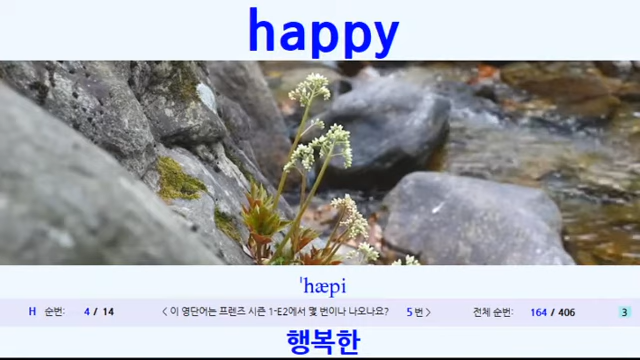 happy
ˈhæpi
H 순번: 4 / 14 < 이 영단어는 프렌즈 시즌 1-E2에서 몇 번이나 나오나요? 5 번 > 전체 순번: 164 / 406 3
행복한